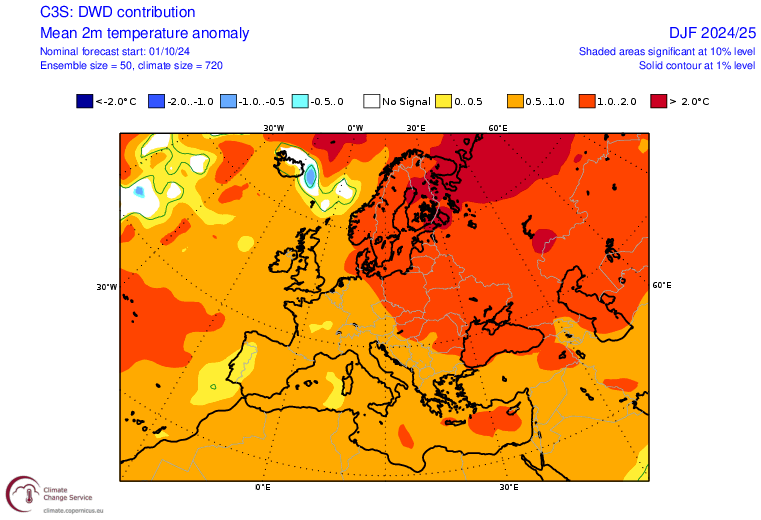 C3S: DWD contribution
Mean 2m temperature anomaly
DJF 2024/25
Nominal forecast start: 01/10/24
Shaded areas significant at 10% level
Ensemble size = 50, climate size = 720
Solid contour at 1% level
<-2.0°C -2.0..-1.0 -1.0..-0.5 -0.5..0 No Signal 0..0.5 0.5..1.0 1.0..2.0 > 2.0°C
30°W 0°W 30°E 60°E
30°W 60°E
0°E 30°E
Climate
Change Service
climate.copernicus.eu